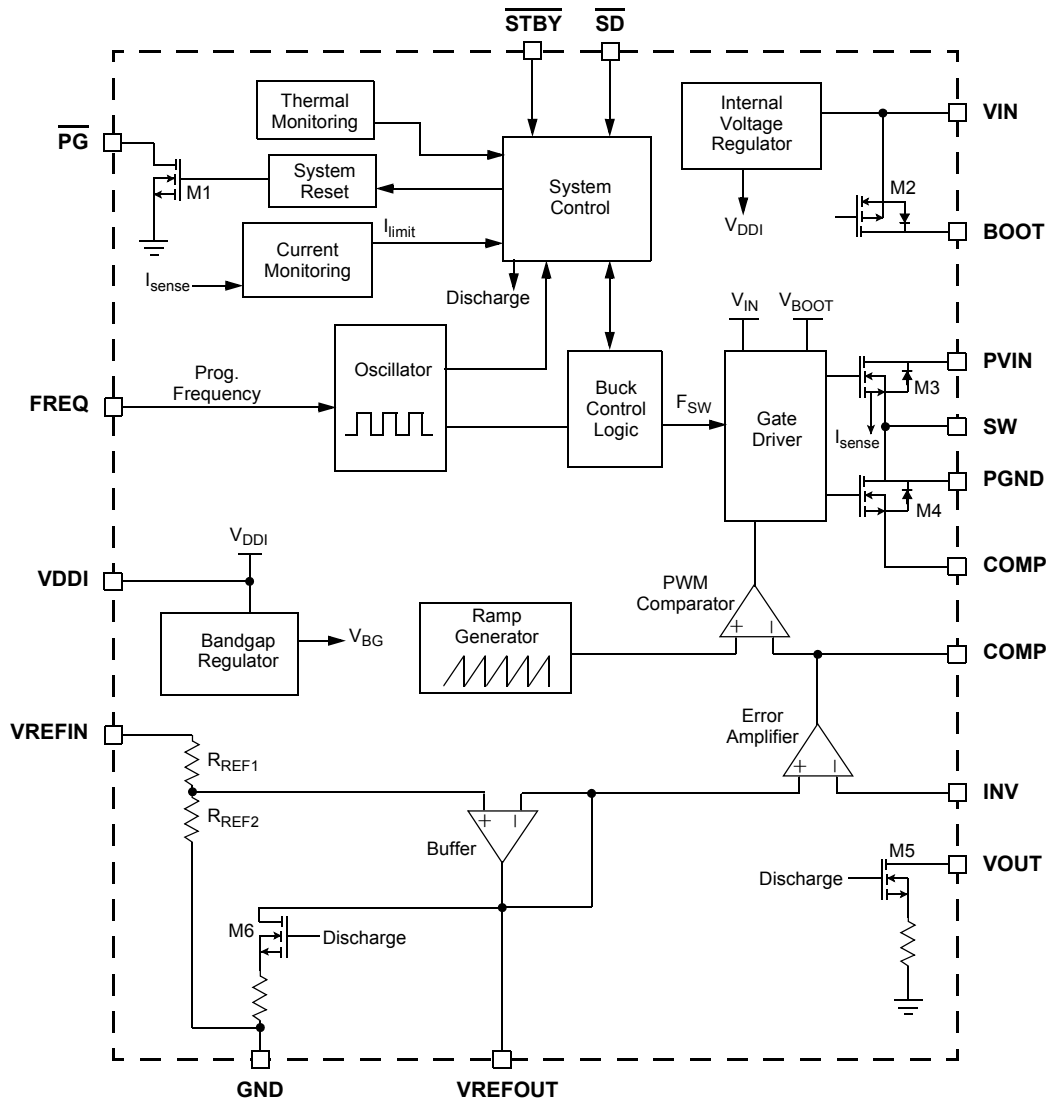 STBY SD
Thermal
Monitoring
Internal
Voltage
Regulator
VIN
PG
M1
System
Reset
System
Control
M2
VDDI
BOOT
Ilimit
Current
Monitoring
Isense
Discharge
VIN
VBOOT
Prog.
Frequency
FREQ
Oscillator
Buck
Control
Logic
FSW
Gate
Driver
PVIN
M3
SW
Isense
PGND
M4
COMP
VDDI
VDDI
Bandgap
Regulator
VBG
Ramp
Generator
PWM
Comparator
+ –
COMP
VREFIN
RREF1
RREF2
Error
Amplifier
+ –
INV
+ –
Buffer
M5
VOUT
Discharge
M6
Discharge
GND
VREFOUT